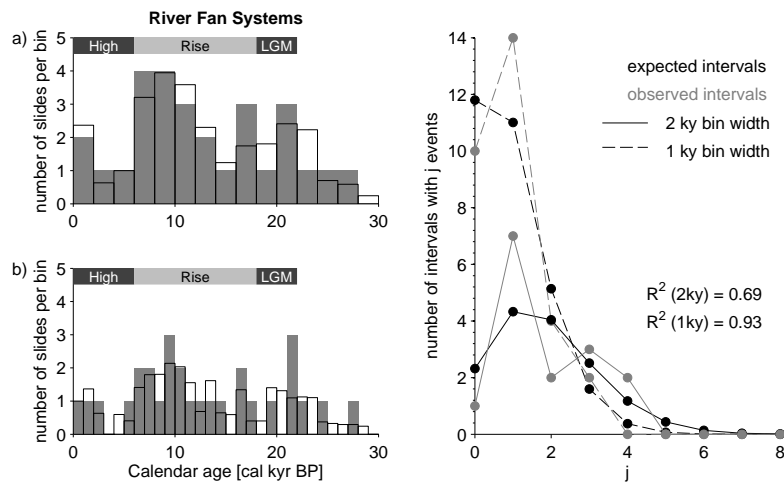 River Fan Systems
a)
High Rise LGM
number of slides per bin
5
4
3
2
1
0
0 10 20 30
b)
High Rise LGM
number of slides per bin
5
4
3
2
1
0
0 10 20 30
Calendar age [cal kyr BP]
number of intervals with j events
14
12
10
8
6
4
2
0
0 2 4 6 8
j
expected intervals
observed intervals
2 ky bin width
1 ky bin width
R² (2ky) = 0.69
R² (1ky) = 0.93